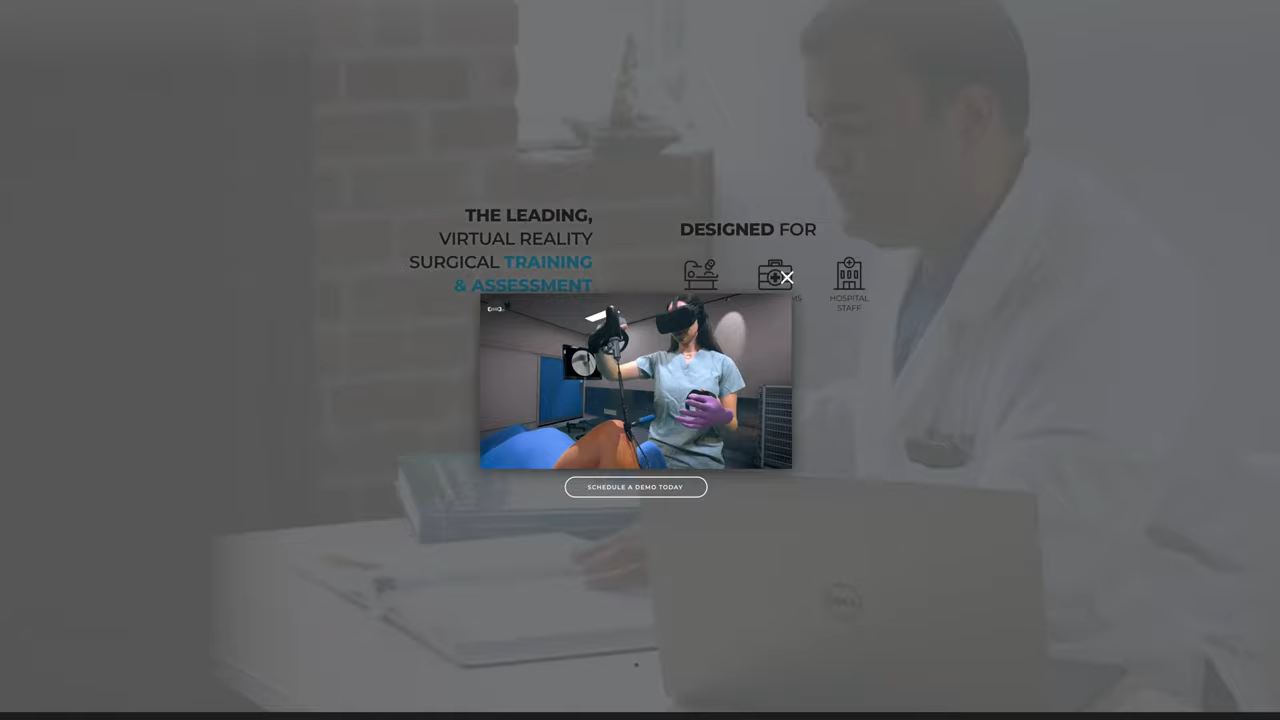 THE LEADING,
VIRTUAL REALITY
SURGICAL TRAINING
& ASSESSMENT
DESIGNED FOR
HOSPITAL
STAFF
SCHEDULE A DEMO TODAY